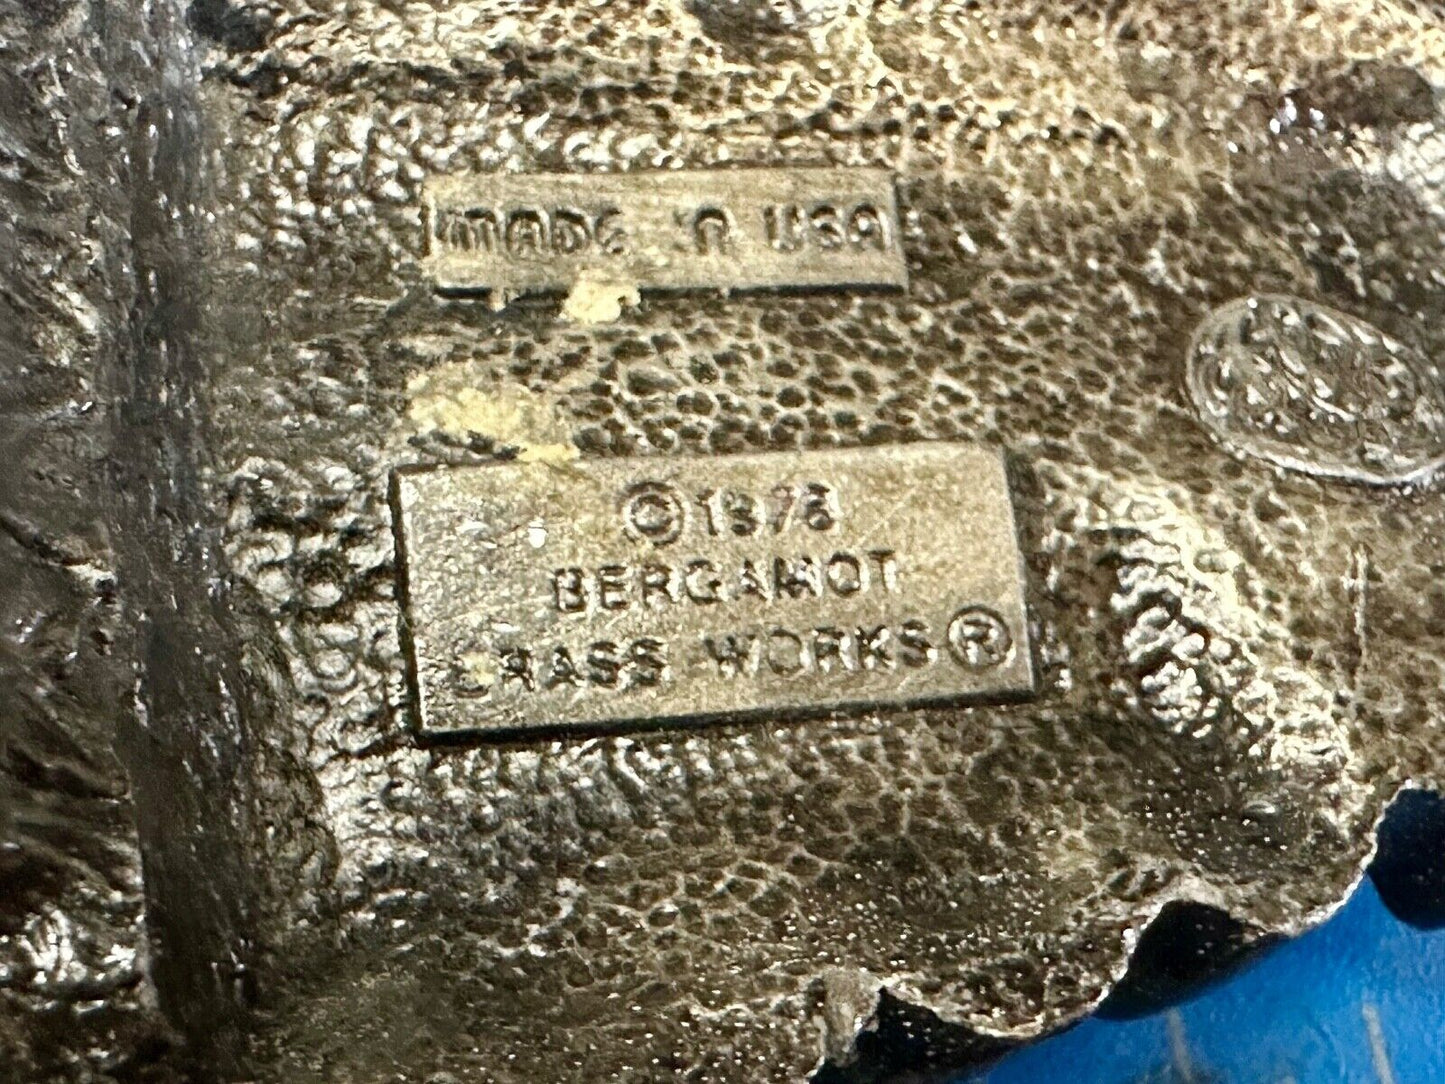 MADE IN USA
© 1978
BERGAMOT
BRASS WORKS ®